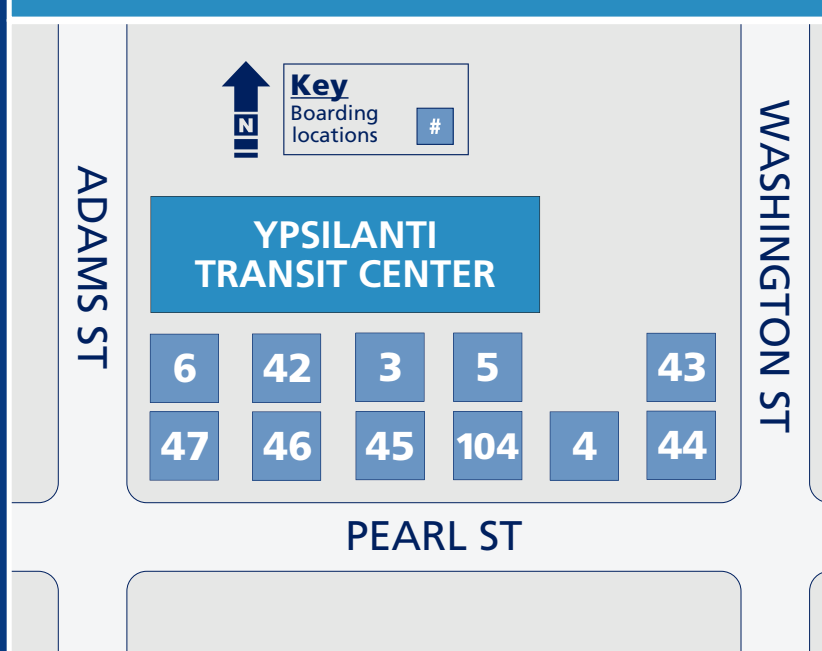 Key
Boarding
locations
#
N
ADAMS ST
WASHINGTON ST
YPSILANTI
TRANSIT CENTER
6 42 3 5 43
47 46 45 104 4 44
PEARL ST